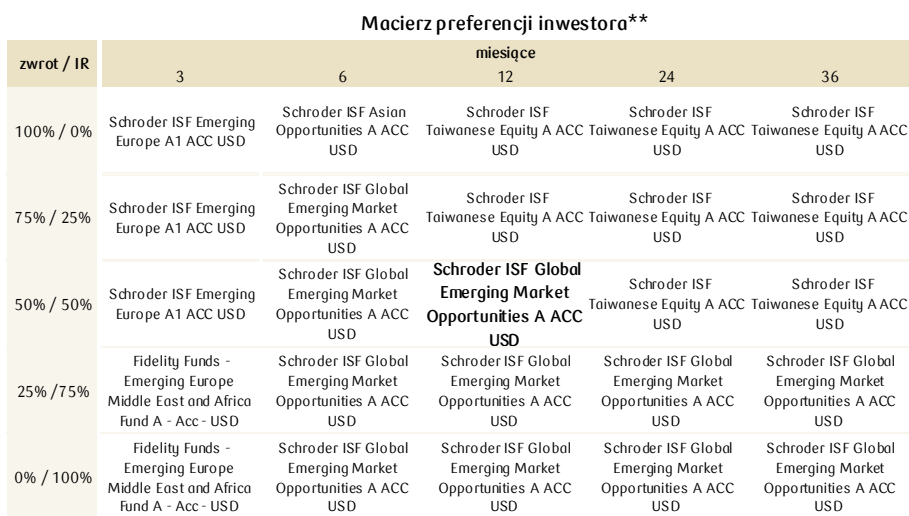 Macierz preferencji inwestora**
zwrot / IR
miesiące
3 6 12 24 36
100% / 0%
Schroder ISF Emerging
Europe A1 ACC USD
Schroder ISF Asian
Opportunities A ACC
USD
Schroder ISF
Taiwanese Equity A ACC
USD
Schroder ISF
Taiwanese Equity A ACC
USD
Schroder ISF
Taiwanese Equity A ACC
USD
75% / 25%
Schroder ISF Emerging
Europe A1 ACC USD
Schroder ISF Global
Emerging Market
Opportunities A ACC
USD
Schroder ISF
Taiwanese Equity A ACC
USD
Schroder ISF
Taiwanese Equity A ACC
USD
Schroder ISF
Taiwanese Equity A ACC
USD
50% / 50%
Schroder ISF Emerging
Europe A1 ACC USD
Schroder ISF Global
Emerging Market
Opportunities A ACC
USD
Schroder ISF Global
Emerging Market
Opportunities A ACC
USD
Schroder ISF
Taiwanese Equity A ACC
USD
Schroder ISF
Taiwanese Equity A ACC
USD
25% /75%
Fidelity Funds -
Emerging Europe
Middle East and Africa
Fund A - Acc - USD
Schroder ISF Global
Emerging Market
Opportunities A ACC
USD
Schroder ISF Global
Emerging Market
Opportunities A ACC
USD
Schroder ISF Global
Emerging Market
Opportunities A ACC
USD
Schroder ISF Global
Emerging Market
Opportunities A ACC
USD
0% / 100%
Fidelity Funds -
Emerging Europe
Middle East and Africa
Fund A - Acc - USD
Schroder ISF Global
Emerging Market
Opportunities A ACC
USD
Schroder ISF Global
Emerging Market
Opportunities A ACC
USD
Schroder ISF Global
Emerging Market
Opportunities A ACC
USD
Schroder ISF Global
Emerging Market
Opportunities A ACC
USD